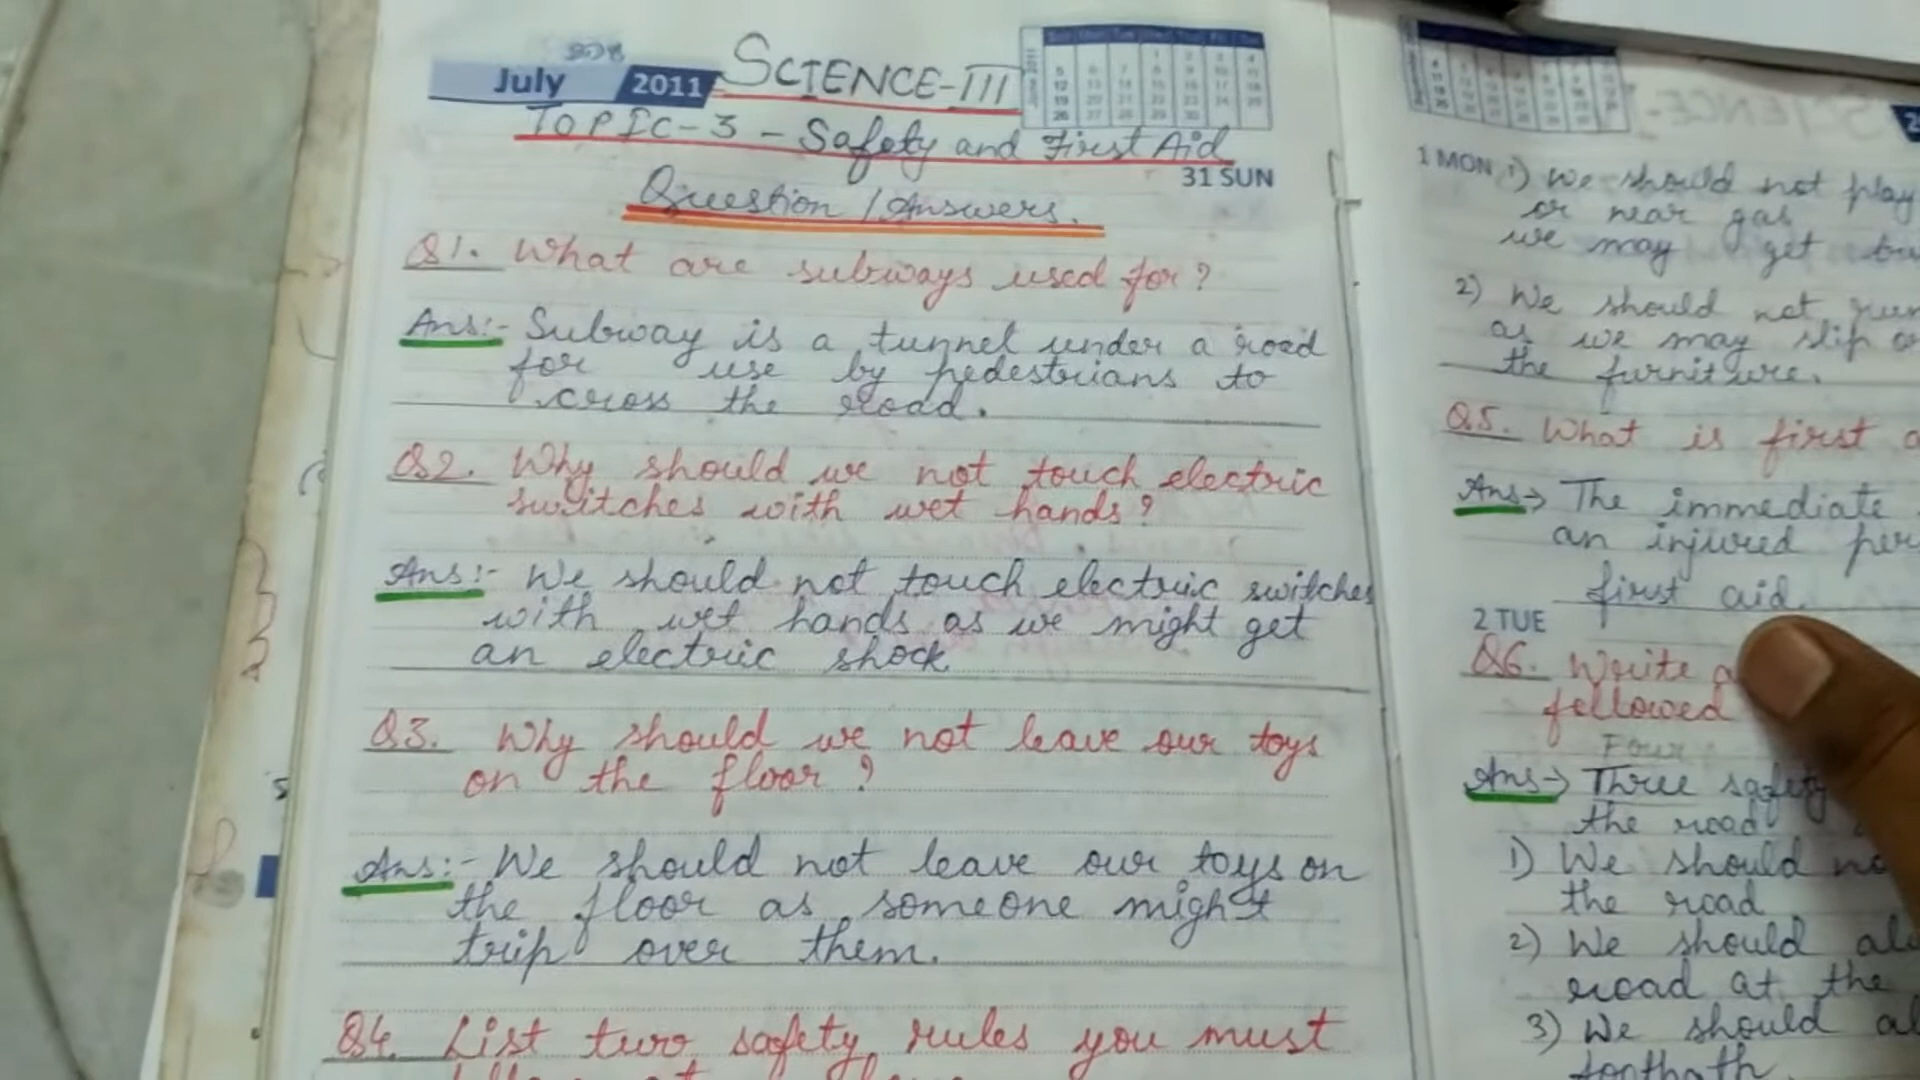 July 2011 SCIENCE-III
TOPIC-3 - Safety and First Aid
31 SUN
Question / Answers.
Q1. What are subways used for?
Ans:- Subway is a tunnel under a road
for use by pedestrians to
cross the road.
Q2. Why should we not touch electric
switches with wet hands?
Ans:- We should not touch electric switches
with wet hands as we might get
an electric shock
Q3. Why should we not leave our toys
on the floor?
Ans:- We should not leave our toys on
the floor as someone might
trip over them.
Q4. List two safety rules you must
1 MON 1) We should not play
or near gas
we may get
2) We should not
as we may slip
the furniture.
Q5. What is first
Ans→ The immediate
an injured
first aid.
2 TUE
Q6. Write
followed
Four
Ans→ Three safety
the road
1) We should
the road
2) We should
road at the
3) We should
footpath